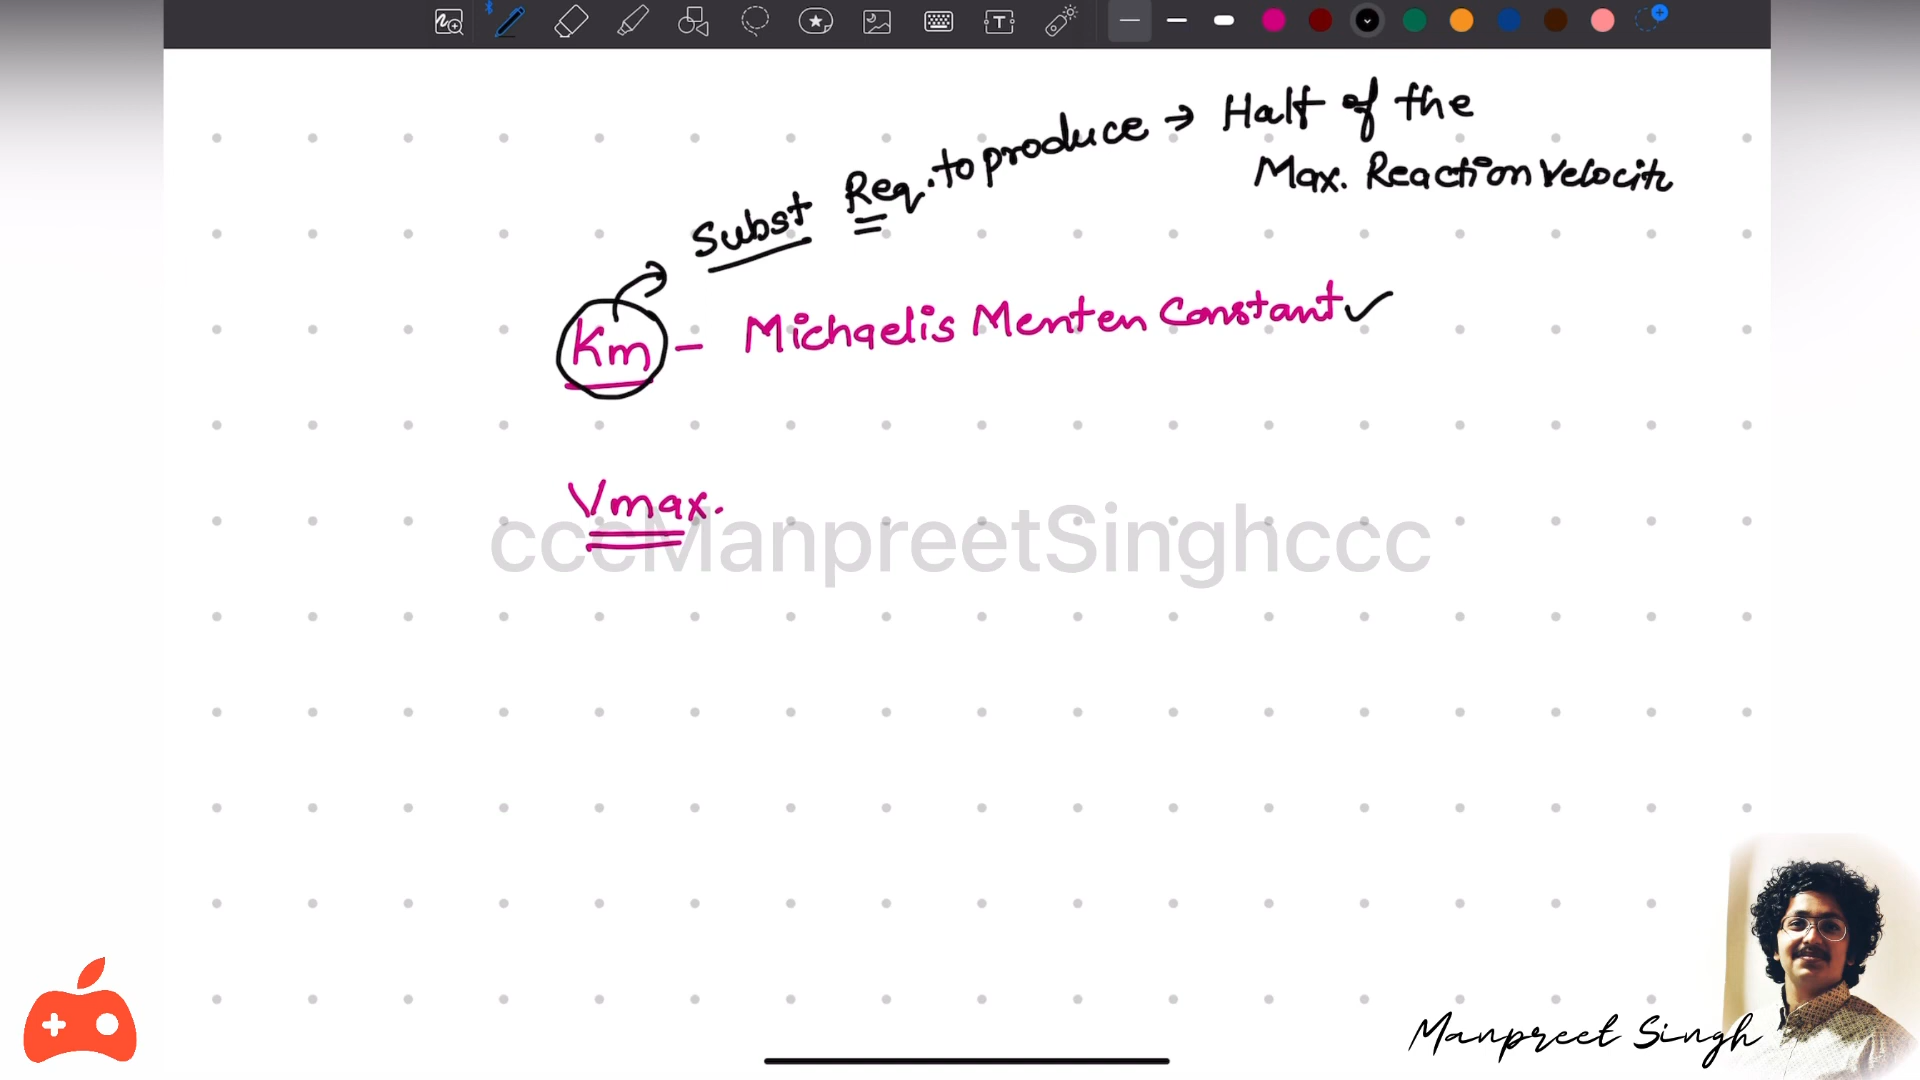 Subst Req. to produce → Half of the
Max. Reaction Velocity
Km - Michaelis Menten Constant ✓
Vmax.
cccManpreetSinghccc
Manpreet Singh